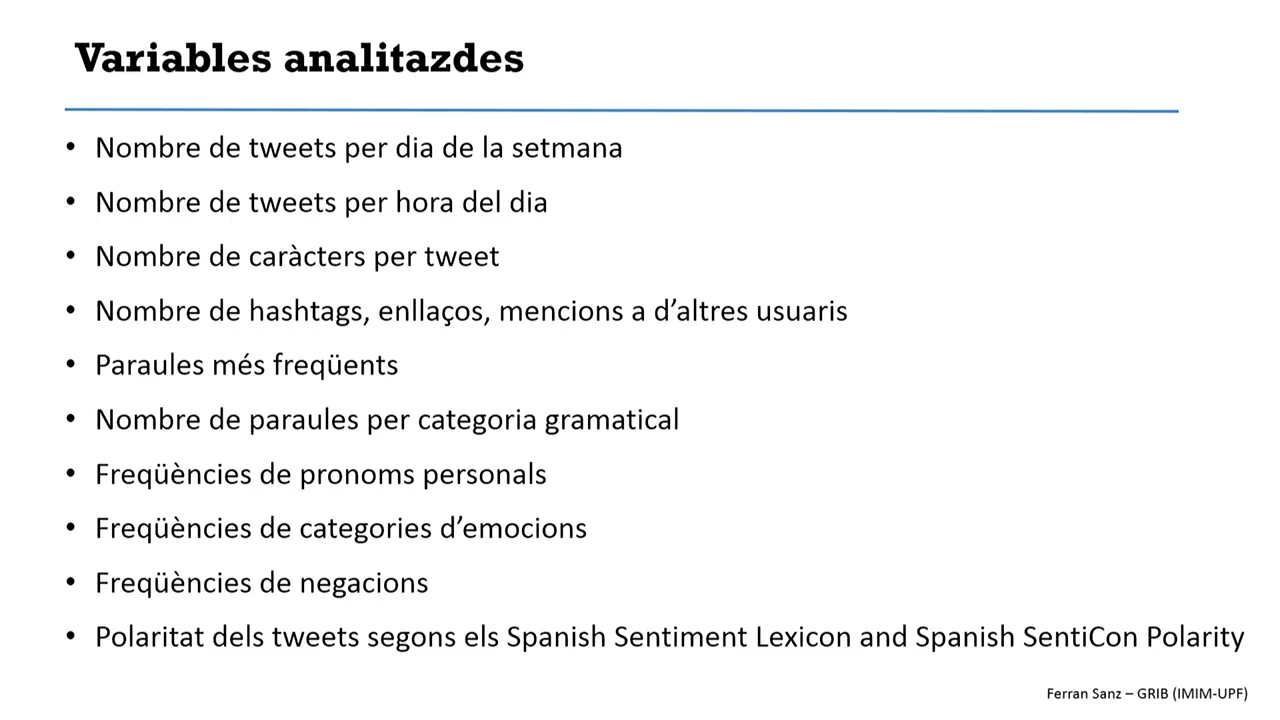 Variables analitazdes
• Nombre de tweets per dia de la setmana
• Nombre de tweets per hora del dia
• Nombre de caràcters per tweet
• Nombre de hashtags, enllaços, mencions a d’altres usuaris
• Paraules més freqüents
• Nombre de paraules per categoria gramatical
• Freqüències de pronoms personals
• Freqüències de categories d’emocions
• Freqüències de negacions
• Polaritat dels tweets segons els Spanish Sentiment Lexicon and Spanish SentiCon Polarity
Ferran Sanz – GRIB (IMIM-UPF)